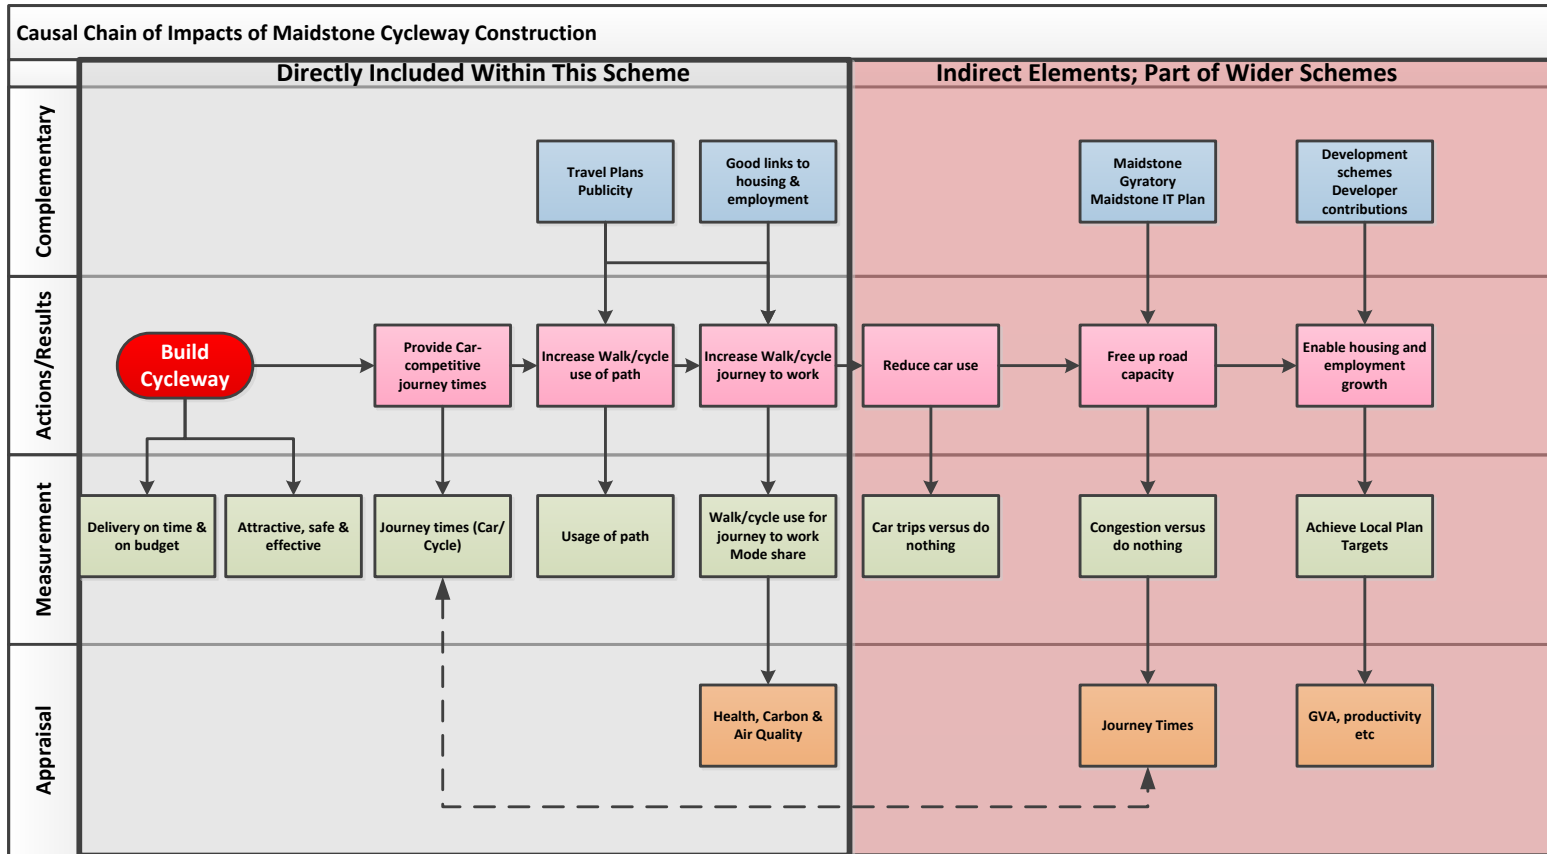 Causal Chain of Impacts of Maidstone Cycleway Construction
Directly Included Within This Scheme
Indirect Elements; Part of Wider Schemes
Complementary
Travel Plans
Publicity
Good links to
housing &
employment
Maidstone
Gyratory
Maidstone IT Plan
Development
schemes
Developer
contributions
Actions/Results
Build
Cycleway
Provide Car-
competitive
journey times
Increase Walk/cycle
use of path
Increase Walk/cycle
journey to work
Reduce car use
Free up road
capacity
Enable housing and
employment
growth
Measurement
Delivery on time &
on budget
Attractive, safe &
effective
Journey times (Car/
Cycle)
Usage of path
Walk/cycle use for
journey to work
Mode share
Car trips versus do
nothing
Congestion versus
do nothing
Achieve Local Plan
Targets
Appraisal
Health, Carbon &
Air Quality
Journey Times
GVA, productivity
etc